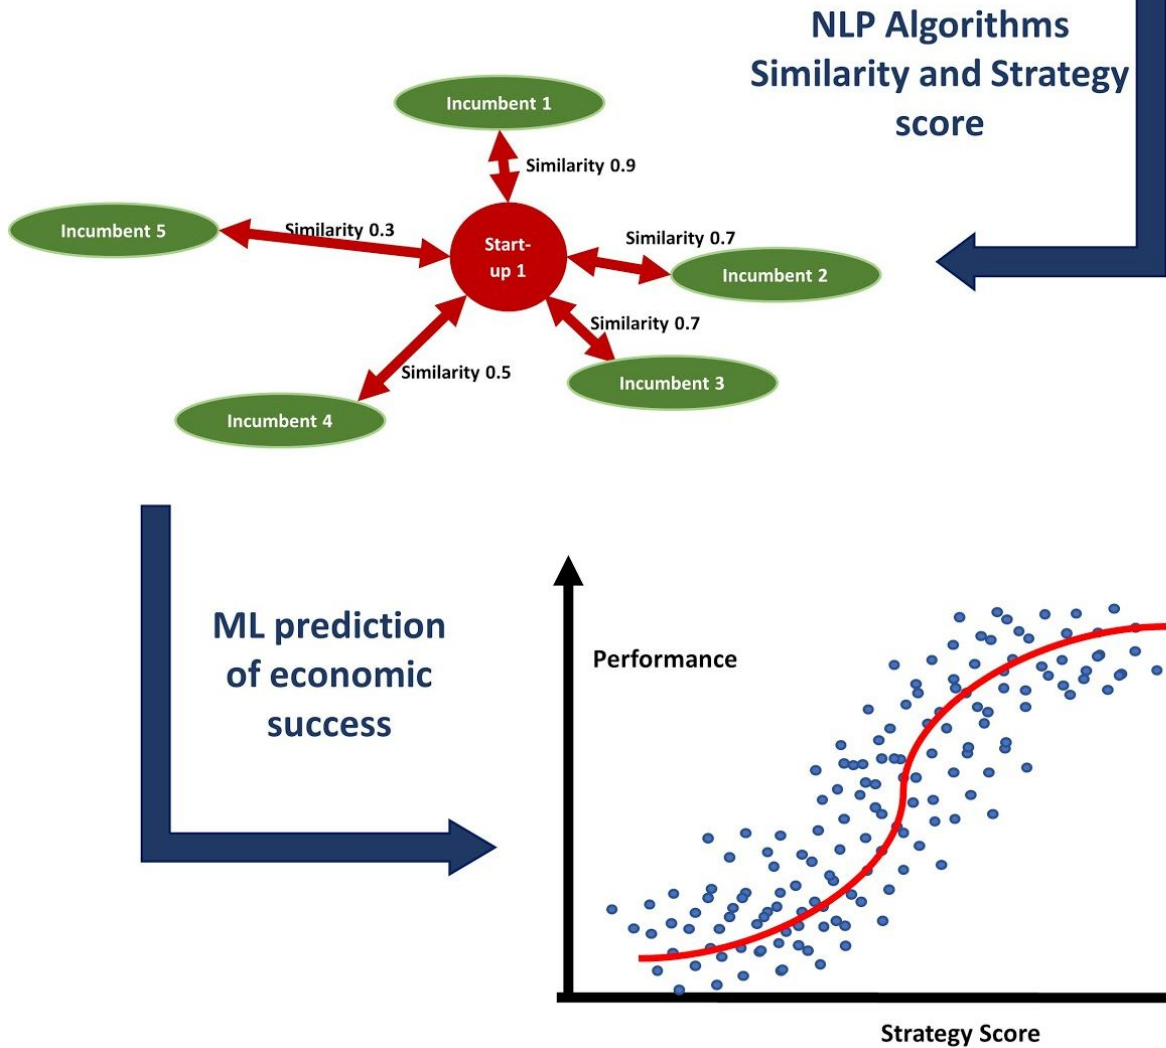 NLP Algorithms
Similarity and Strategy
score
Incumbent 1
Similarity 0.9
Incumbent 5
Similarity 0.3
Start-
up 1
Similarity 0.7
Incumbent 2
Similarity 0.7
Incumbent 3
Similarity 0.5
Incumbent 4
ML prediction
of economic
success
Performance
Strategy Score